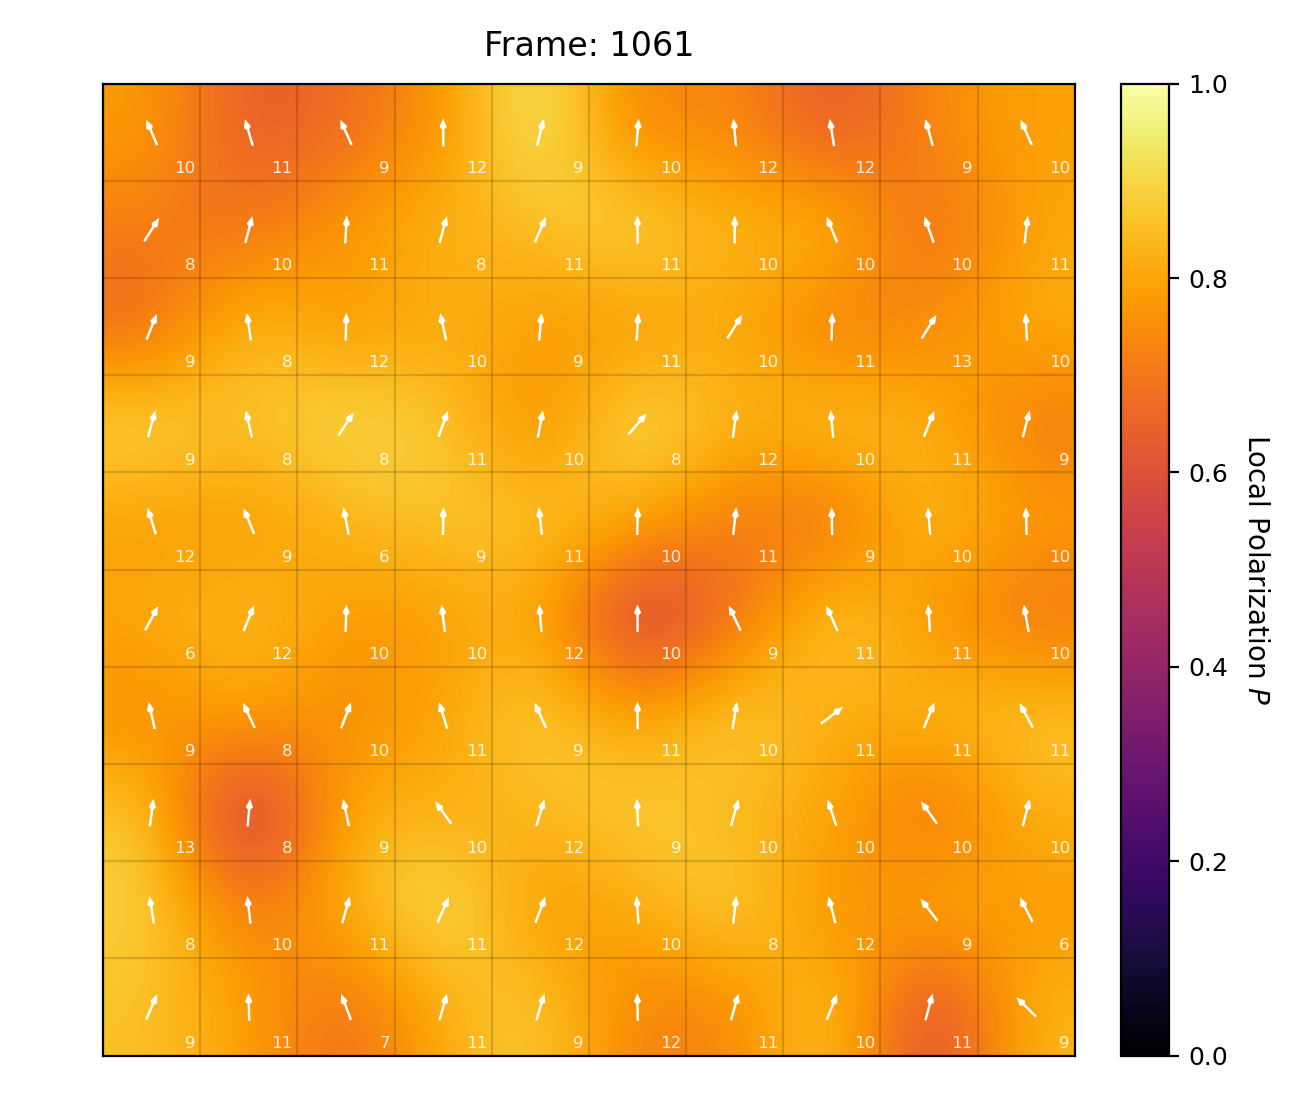 Frame: 1061
10 11 9 12 9 10 12 12 9 10
8 10 11 8 11 11 10 10 10 11
9 8 12 10 9 11 10 11 13 10
9 8 8 11 10 8 12 10 11 9
12 9 6 9 11 10 11 9 10 10
6 12 10 10 12 10 9 11 11 10
9 8 10 11 9 11 10 11 11 11
13 8 9 10 12 9 10 10 10 10
8 10 11 11 12 10 8 12 9 6
9 11 7 11 9 12 11 10 11 9
1.0
0.8
0.6
0.4
0.2
0.0
Local Polarization P